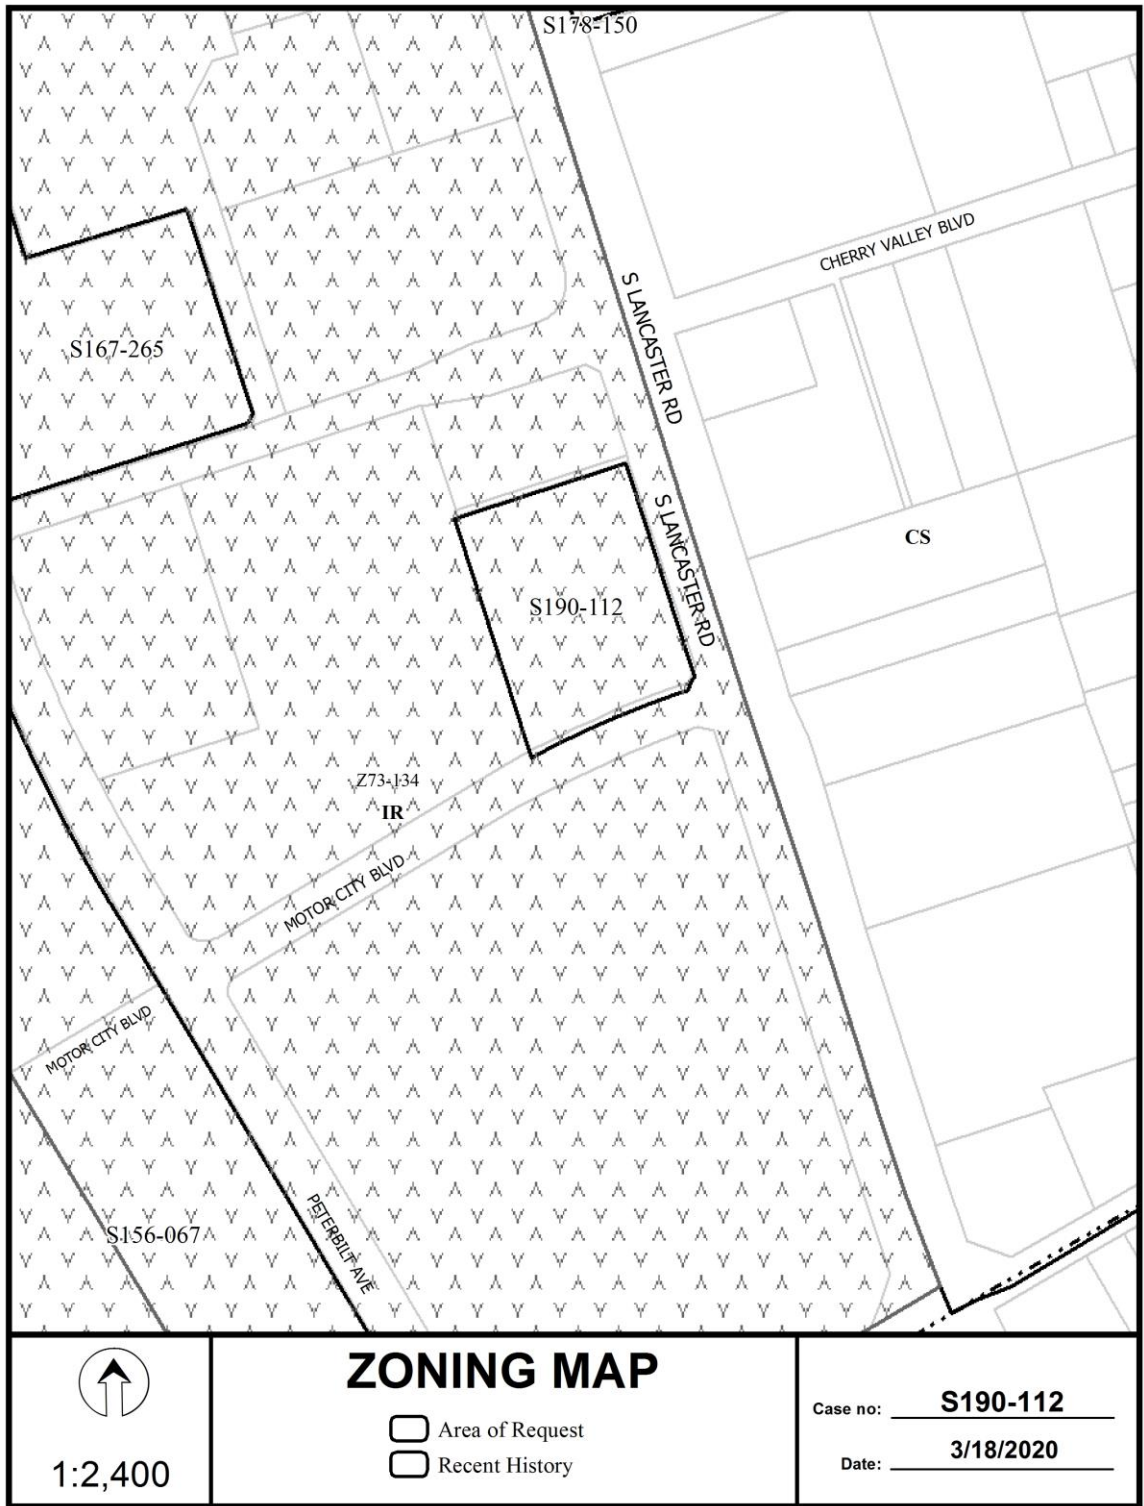 S178-150
CHERRY VALLEY BLVD
S LANCASTER RD
S167-265
S LANCASTER RD
CS
S190-112
Z73-134
IR
MOTOR CITY BLVD
MOTOR CITY BLVD
S156-067
PETERBILT AVE
1:2,400
ZONING MAP
Area of Request
Recent History
Case no: S190-112
Date: 3/18/2020